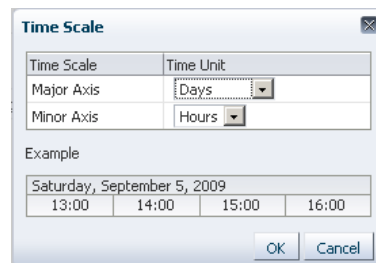 Time Scale
Time Scale Time Unit
Major Axis Days
Minor Axis Hours
Example
Saturday, September 5, 2009
13:00 14:00 15:00 16:00
OK Cancel